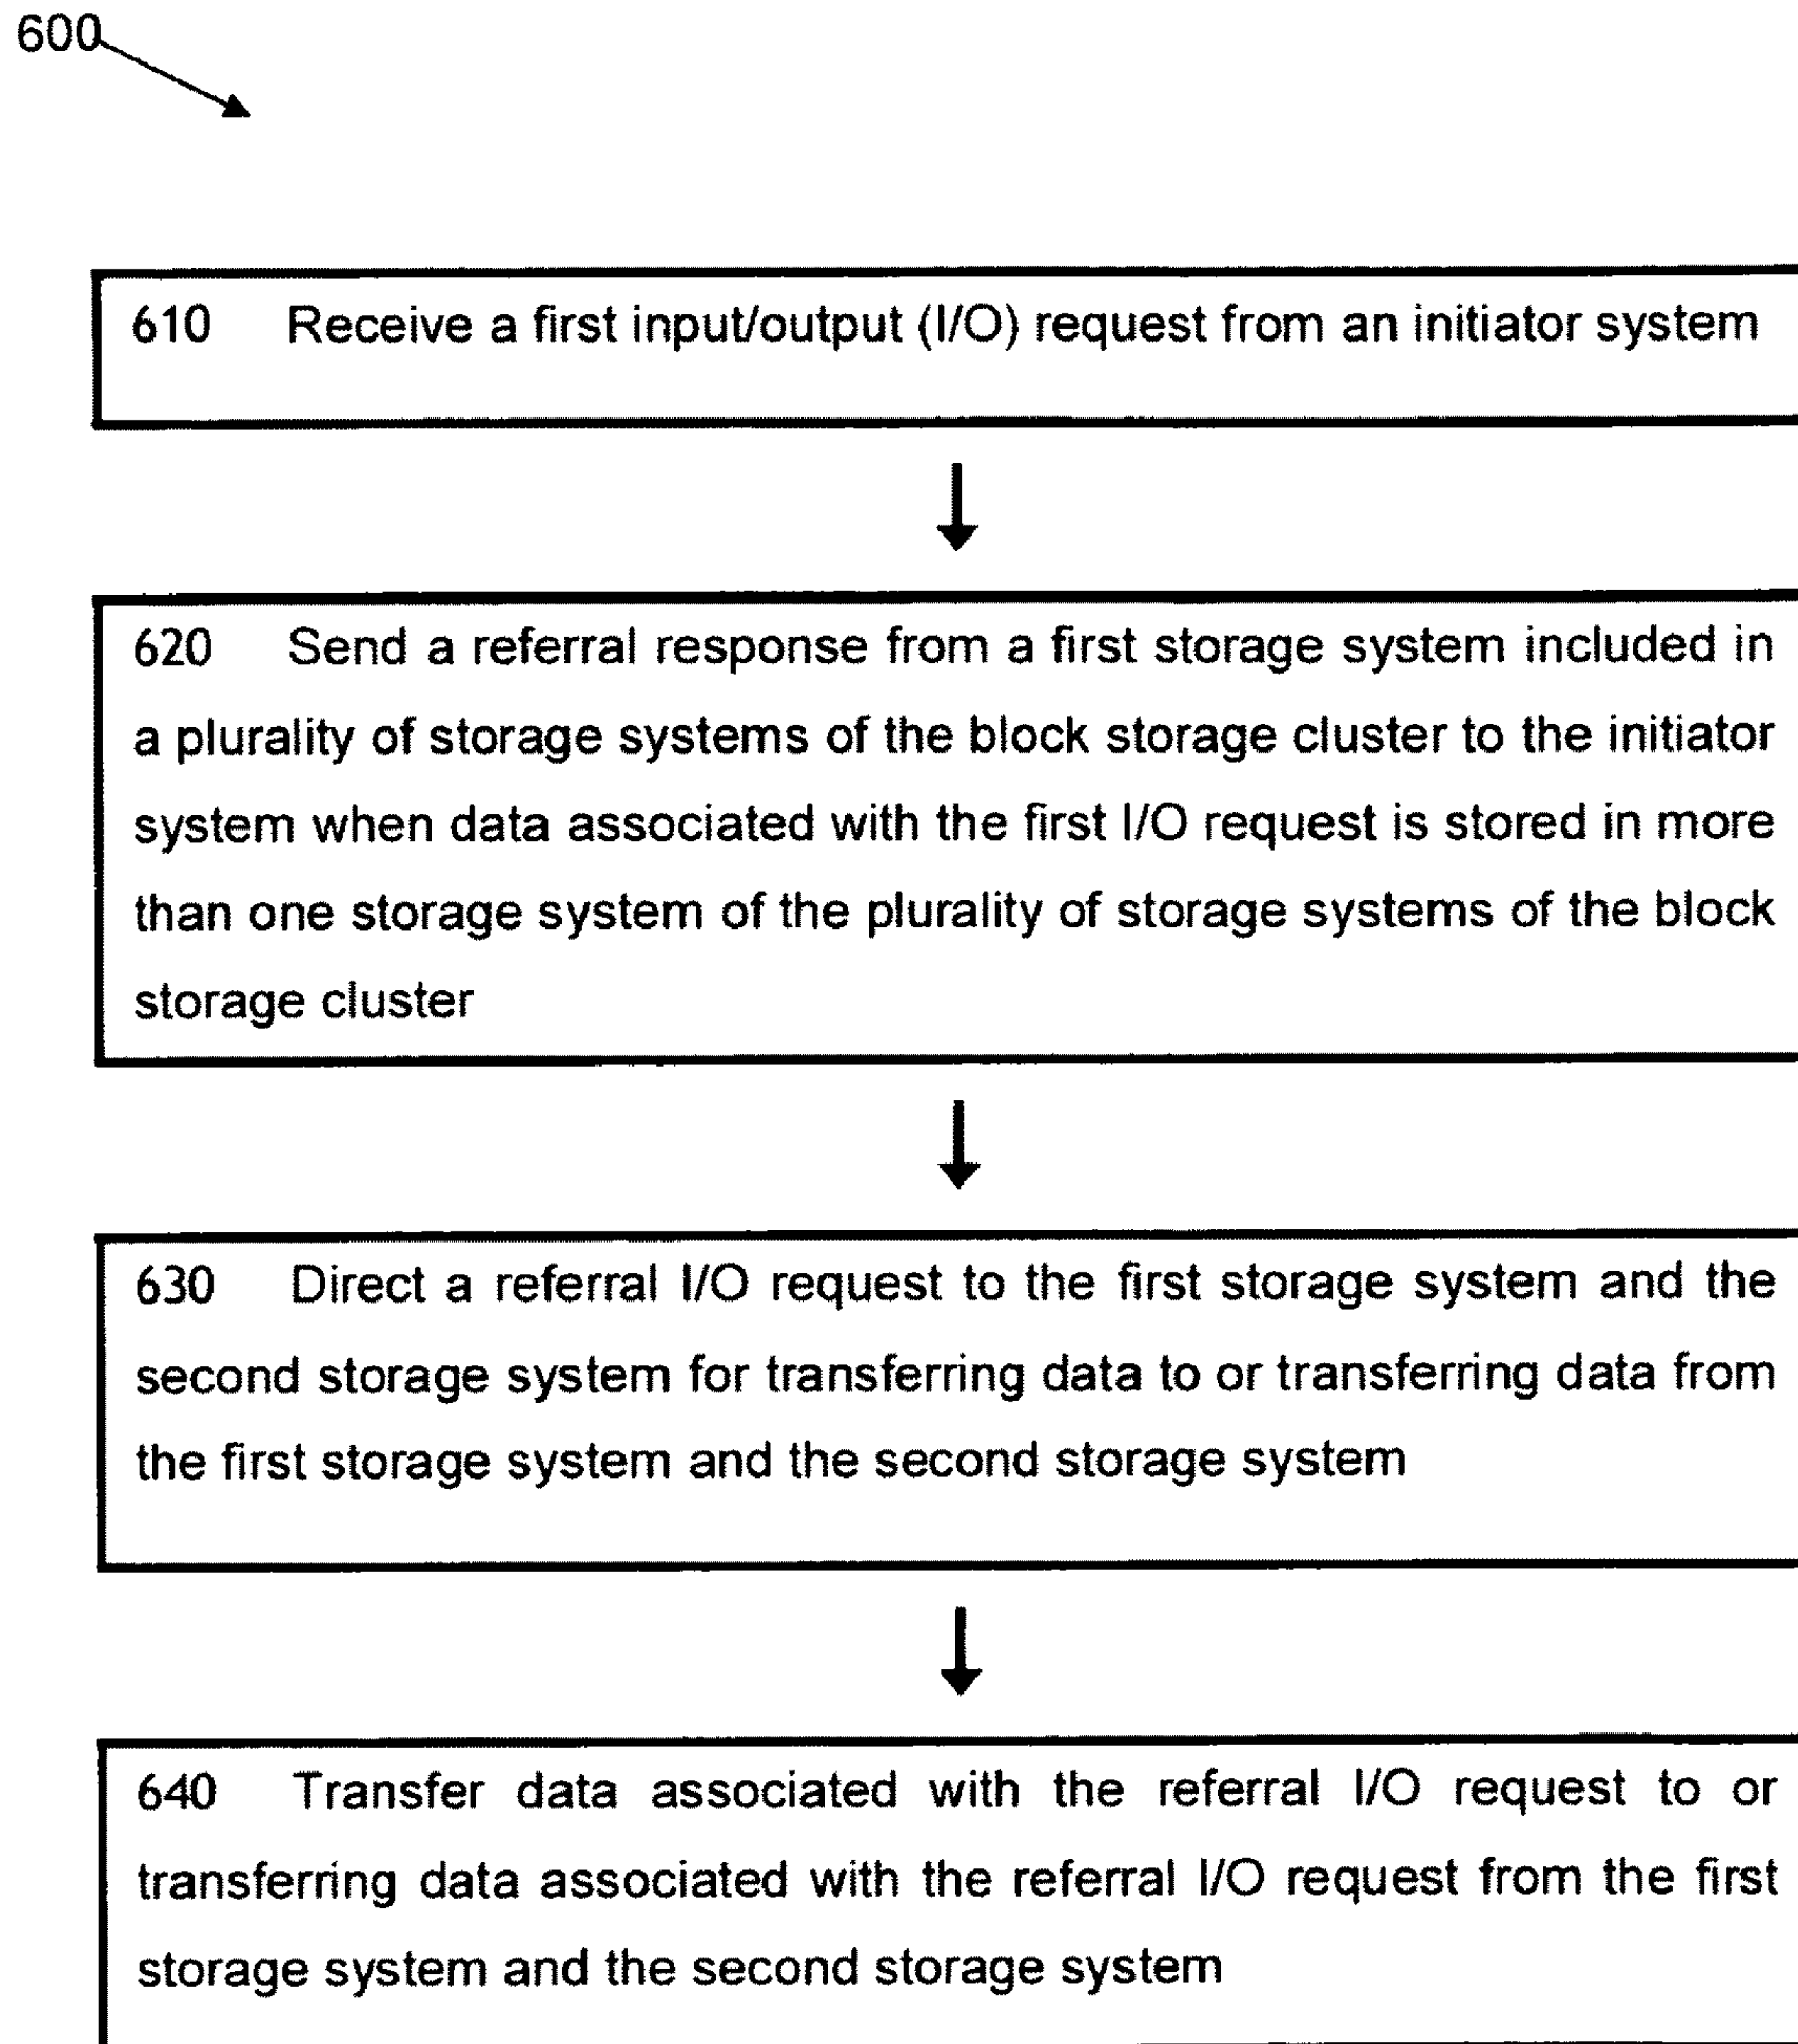 600
610 Receive a first input/output (I/O) request from an initiator system
620 Send a referral response from a first storage system included in
a plurality of storage systems of the block storage cluster to the initiator
system when data associated with the first I/O request is stored in more
than one storage system of the plurality of storage systems of the block
storage cluster
630 Direct a referral I/O request to the first storage system and the
second storage system for transferring data to or transferring data from
the first storage system and the second storage system
640 Transfer data associated with the referral I/O request to or
transferring data associated with the referral I/O request from the first
storage system and the second storage system